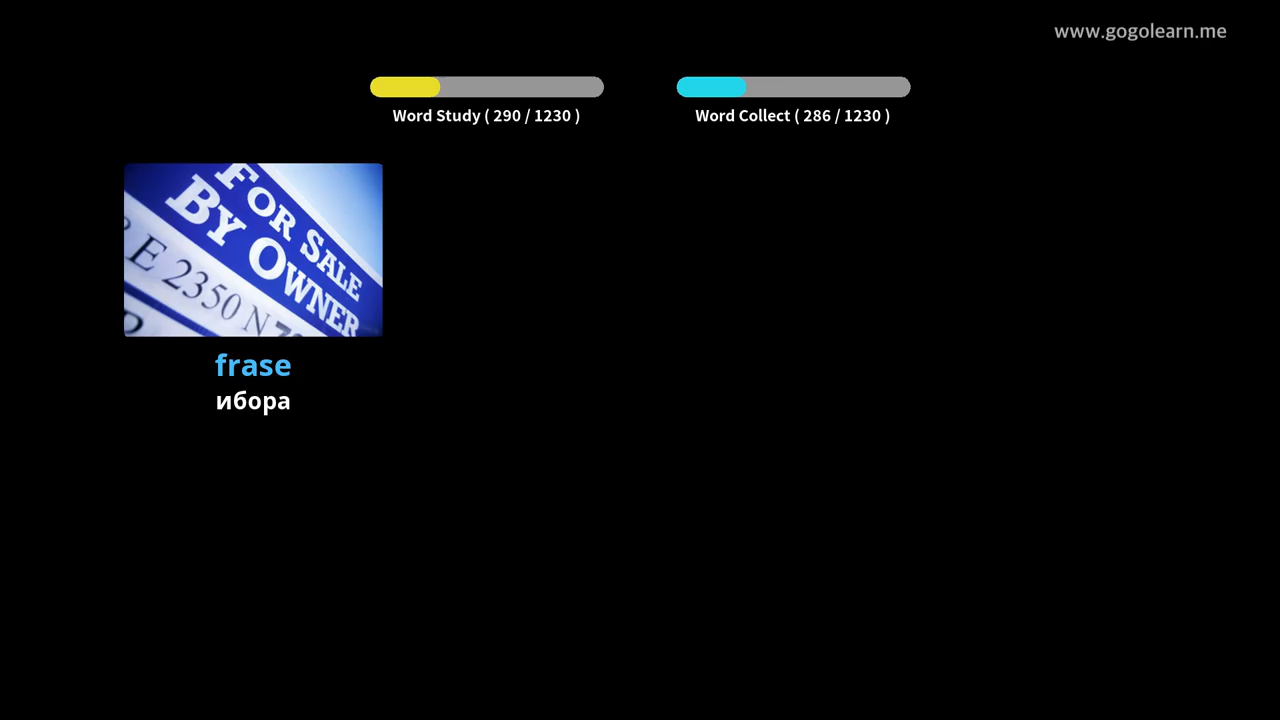 www.gogolearn.me
Word Study ( 290 / 1230 )
Word Collect ( 286 / 1230 )
FOR SALE
BY OWNER
E 2350 N
frase
ибора